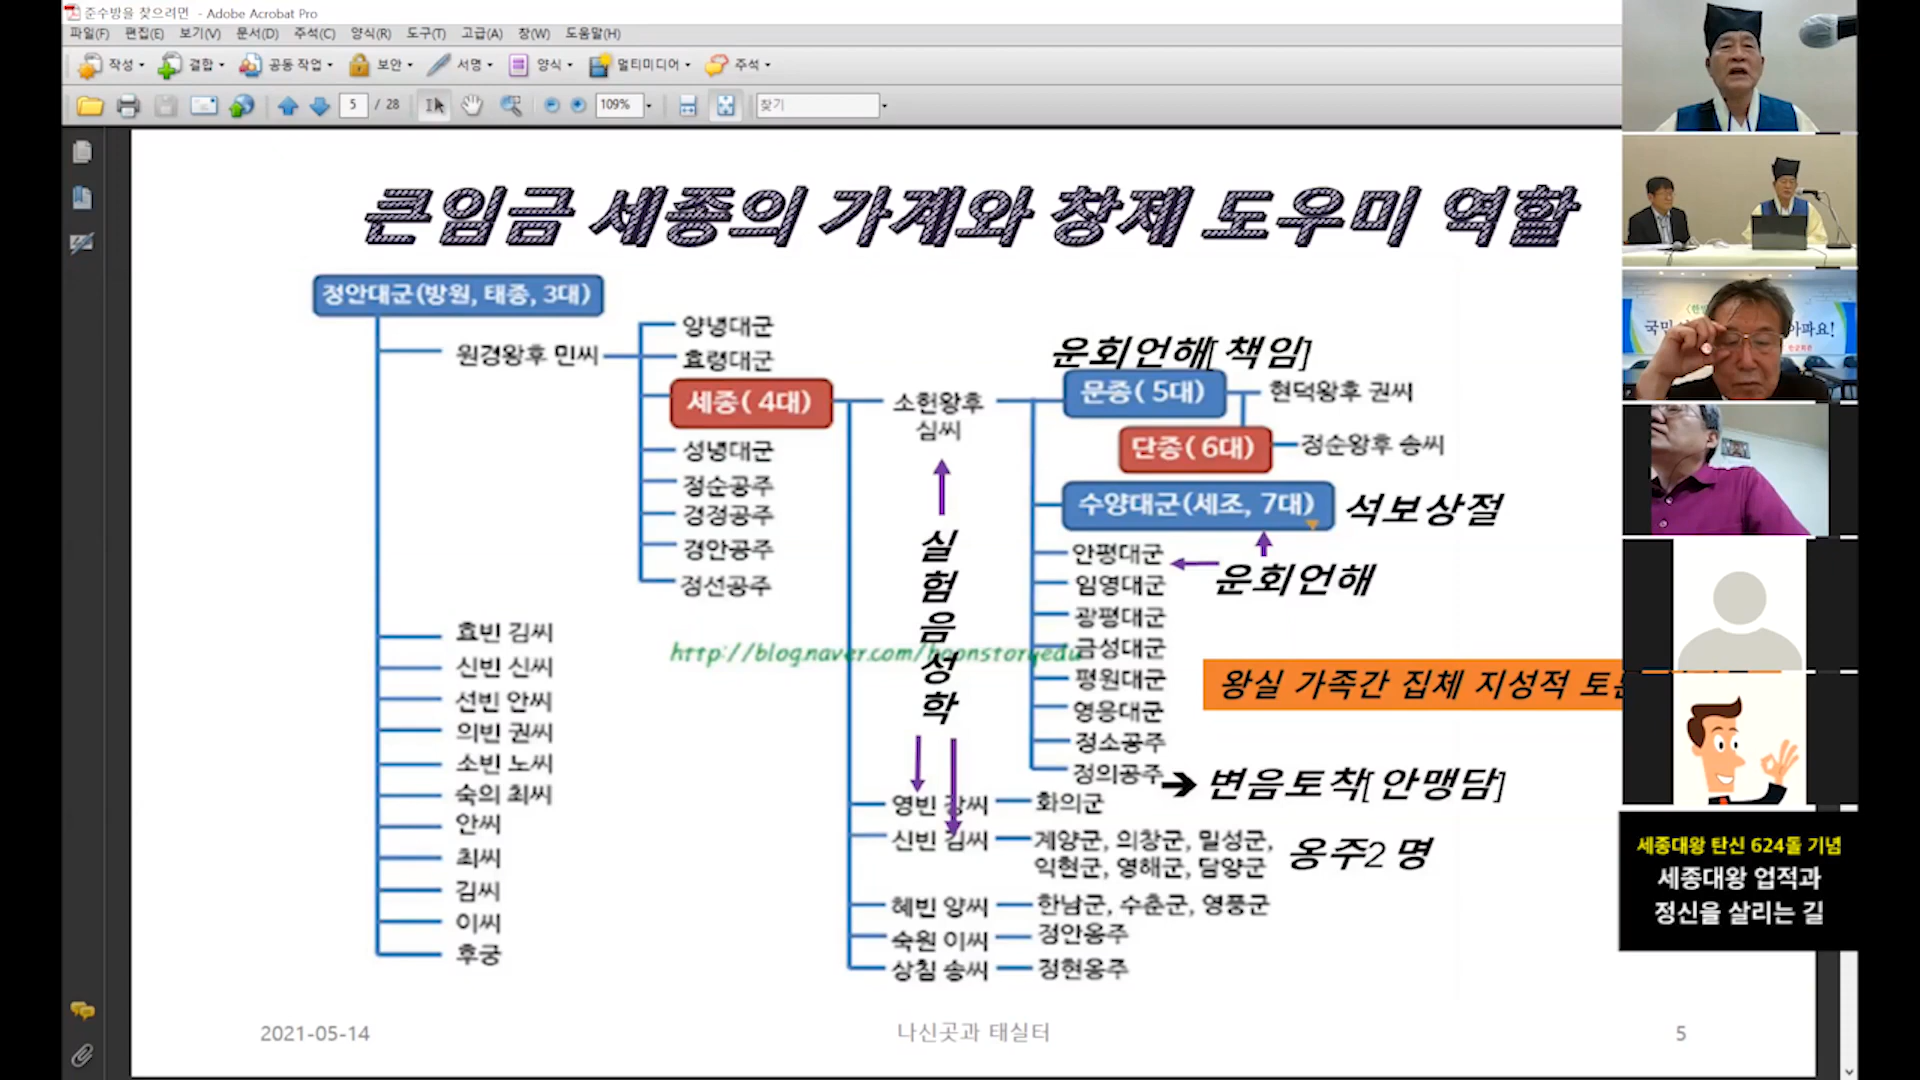 준수방을 찾으려면 - Adobe Acrobat Pro
파일(F) 편집(E) 보기(V) 문서(D) 주석(C) 양식(R) 도구(T) 고급(A) 창(W) 도움말(H)
작성 결합 공동 작업 보안 서명 양식 멀티미디어 주석
5 / 28 109% 찾기
큰임금 세종의 가계와 창제 도우미 역할
정안대군(방원, 태종, 3대)
원경왕후 민씨
양녕대군
효령대군
세종( 4대)
성녕대군
정순공주
경정공주
경안공주
정선공주
효빈 김씨
신빈 신씨
선빈 안씨
의빈 권씨
소빈 노씨
숙의 최씨
안씨
최씨
김씨
이씨
후궁
소헌왕후
심씨
실험음성학
운회언해[책임]
문종( 5대)
현덕왕후 권씨
단종( 6대)
정순왕후 송씨
수양대군(세조, 7대)
석보상절
안평대군
운회언해
임영대군
광평대군
금성대군
평원대군
영응대군
정소공주
정의공주
변음토착[안맹담]
http://blog.naver.com/hoonstoryedu
왕실 가족간 집체 지성적
영빈 강씨
화의군
신빈 김씨
계양군, 의창군, 밀성군,
익현군, 영해군, 담양군
옹주2 명
혜빈 양씨
한남군, 수춘군, 영풍군
숙원 이씨
정안옹주
상침 송씨
정현옹주
2021-05-14
나신곳과 태실터
5
국민
아파요!
세종대왕 탄신 624돌 기념
세종대왕 업적과
정신을 살리는 길